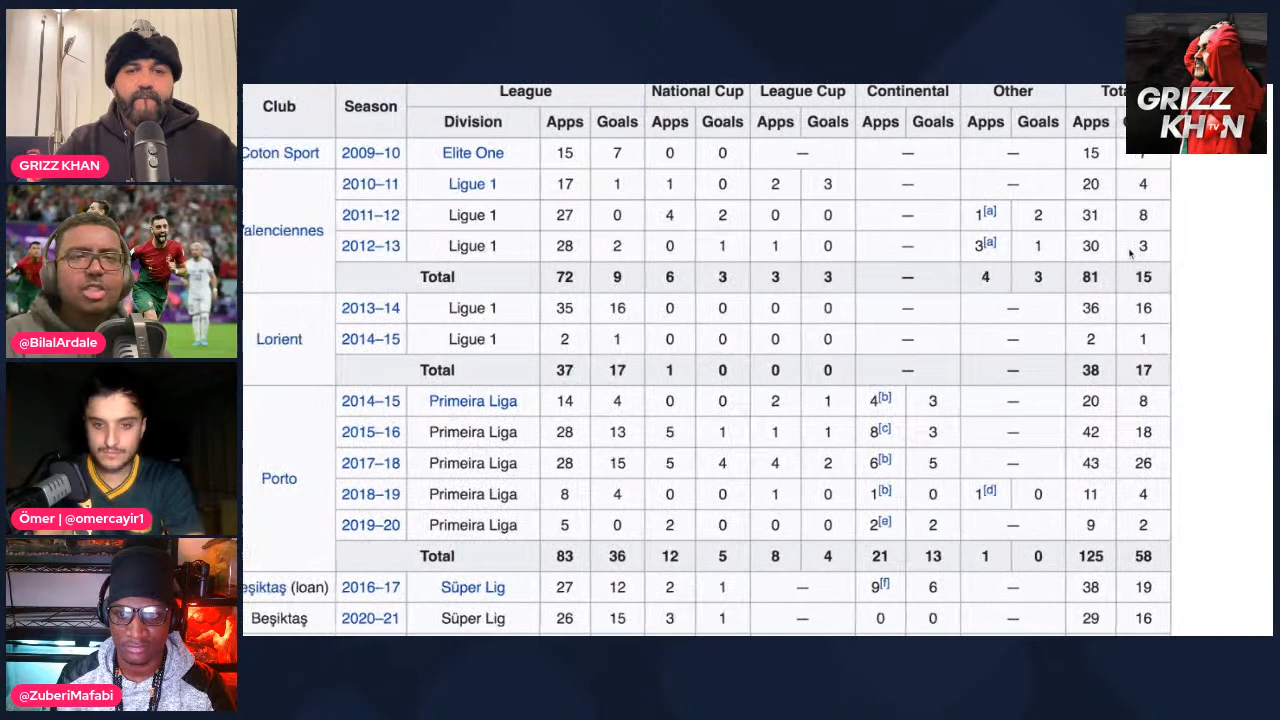 GRIZZ KHAN
@BilalArdale
Ömer | @omercayir1
@ZuberiMafabi
GRIZZ
KHAN TV
Club Season League National Cup League Cup Continental Other
Division Apps Goals Apps Goals Apps Goals Apps Goals Apps Goals Apps
Coton Sport 2009–10 Elite One 15 7 0 0 — — — 15 7
Valenciennes
2010–11 Ligue 1 17 1 1 0 2 3 — — 20 4
2011–12 Ligue 1 27 0 4 2 0 0 — 1[a] 2 31 8
2012–13 Ligue 1 28 2 0 1 1 0 — 3[a] 1 30 3
Total 72 9 6 3 3 3 — 4 3 81 15
Lorient
2013–14 Ligue 1 35 16 0 0 0 0 — — 36 16
2014–15 Ligue 1 2 1 0 0 0 0 — — 2 1
Total 37 17 1 0 0 0 — — 38 17
Porto
2014–15 Primeira Liga 14 4 0 0 2 1 4[b] 3 — 20 8
2015–16 Primeira Liga 28 13 5 1 1 1 8[c] 3 — 42 18
2017–18 Primeira Liga 28 15 5 4 4 2 6[b] 5 — 43 26
2018–19 Primeira Liga 8 4 0 0 1 0 1[b] 0 1[d] 0 11 4
2019–20 Primeira Liga 5 0 2 0 0 0 2[e] 2 — 9 2
Total 83 36 12 5 8 4 21 13 1 0 125 58
eşiktaş (loan) 2016–17 Süper Lig 27 12 2 1 — 9[f] 6 — 38 19
Beşiktaş 2020–21 Süper Lig 26 15 3 1 — 0 0 — 29 16